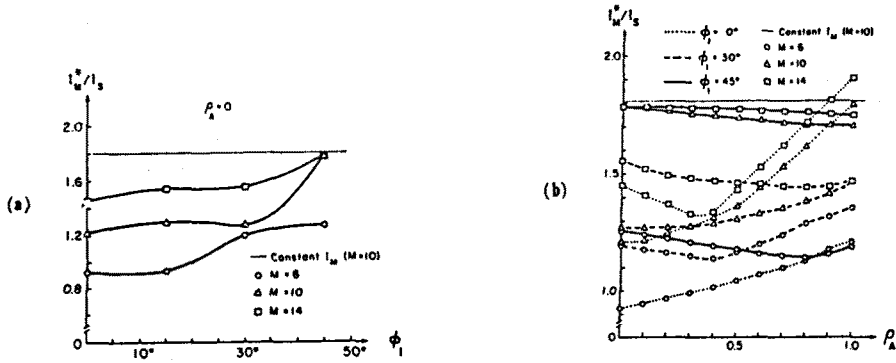 I*M/IS
ρA = 0
2.0
1.8
1.6
1.2
0.8
0
Constant IM (M=10)
M = 6
M = 10
M = 14
10°
30°
50°
ϕ1
(a)
I*M/IS
ϕ1 = 0°
ϕ1 = 30°
ϕ1 = 45°
Constant IM (M=10)
M = 6
M = 10
M = 14
2.0
1.5
1.0
0
0.5
1.0
ρA
(b)